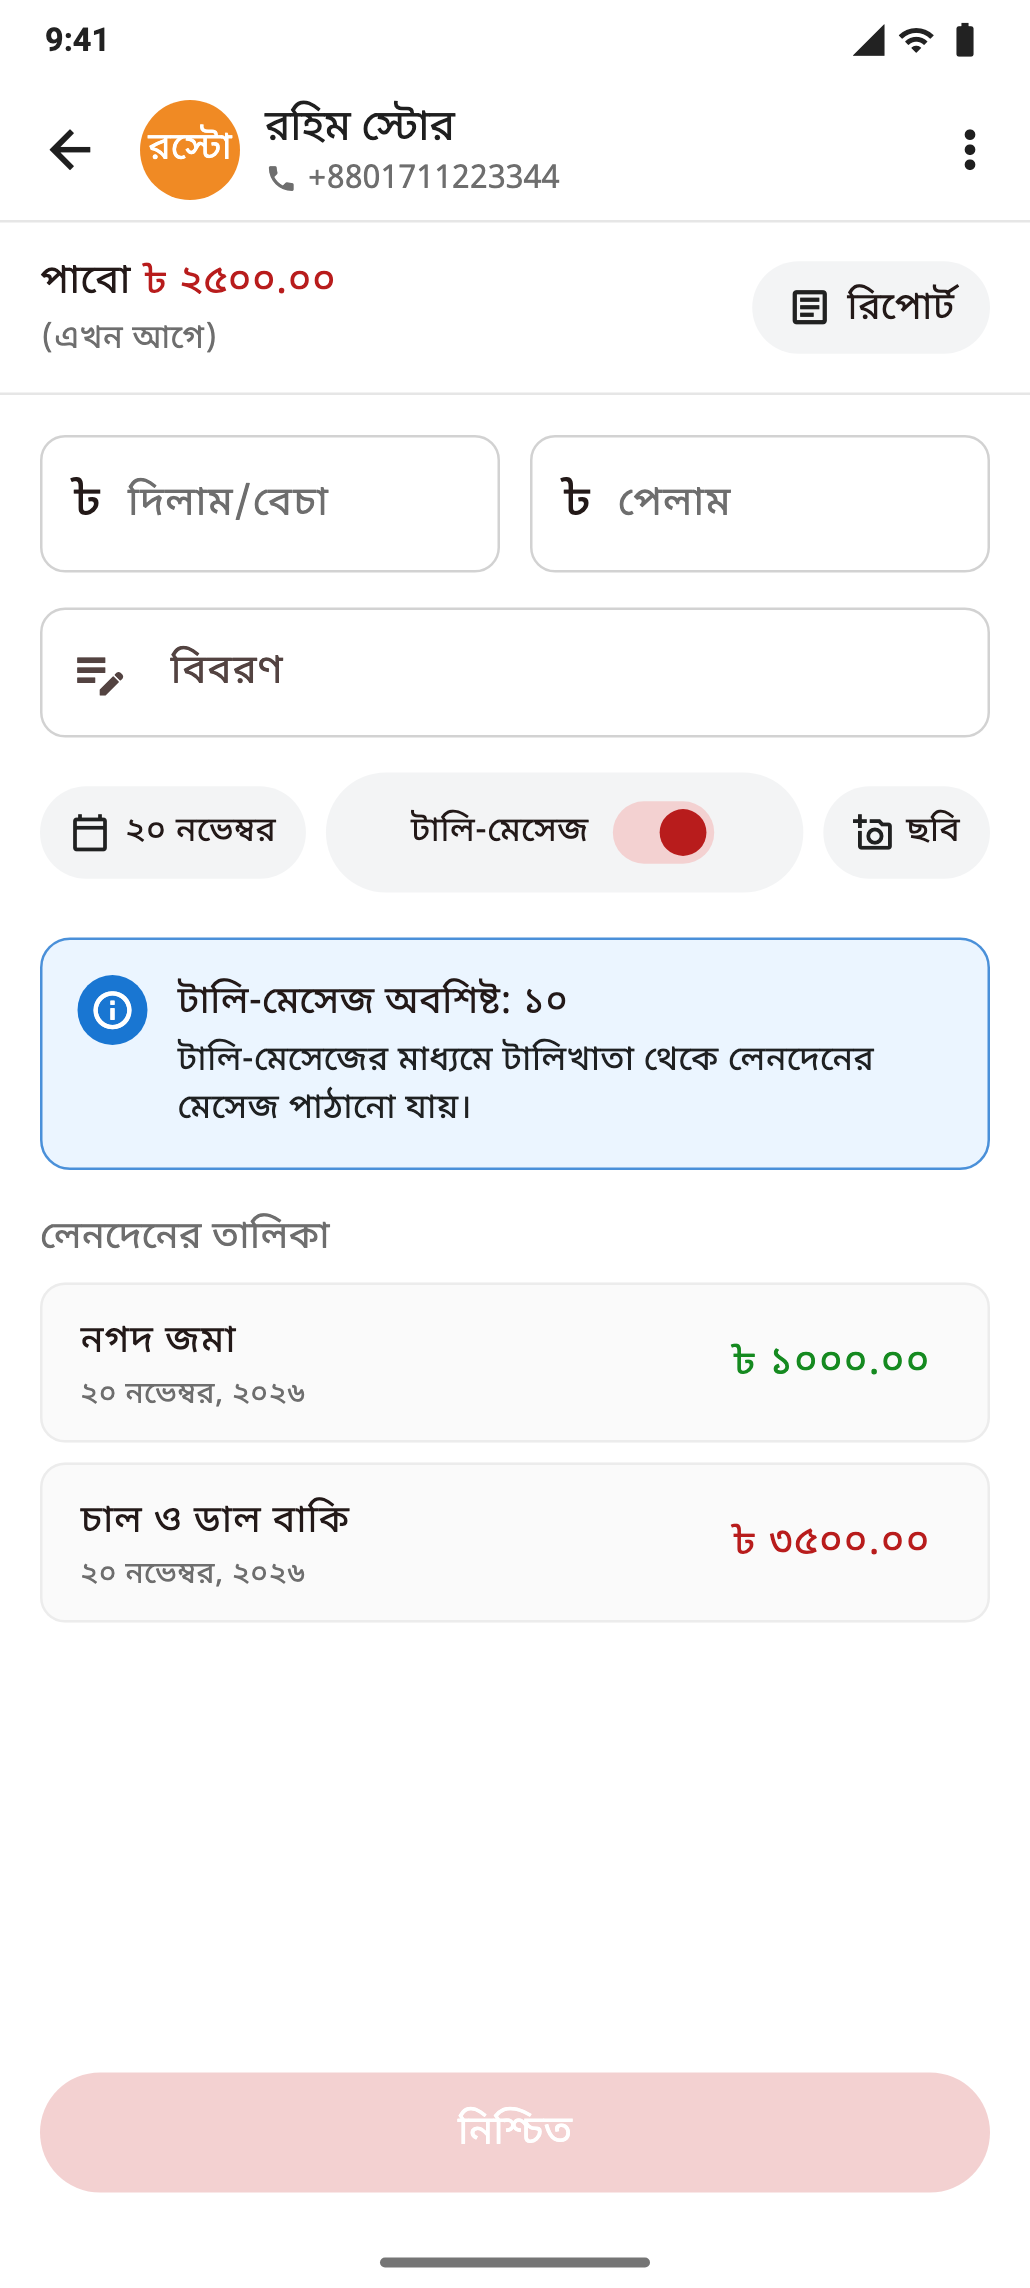 9:41
রস্টো
রহিম স্টোর
+8801711223344
পাবো ৳ ২৫০০.০০
(এখন আগে)
রিপোর্ট
৳ দিলাম/বেচা
৳ পেলাম
বিবরণ
২০ নভেম্বর
টালি-মেসেজ
ছবি
টালি-মেসেজ অবশিষ্ট: ১০
টালি-মেসেজের মাধ্যমে টালিখাতা থেকে লেনদেনের
মেসেজ পাঠানো যায়।
লেনদেনের তালিকা
নগদ জমা
৳ ১০০০.০০
২০ নভেম্বর, ২০২৬
চাল ও ডাল বাকি
৳ ৩৫০০.০০
২০ নভেম্বর, ২০২৬
নিশ্চিত